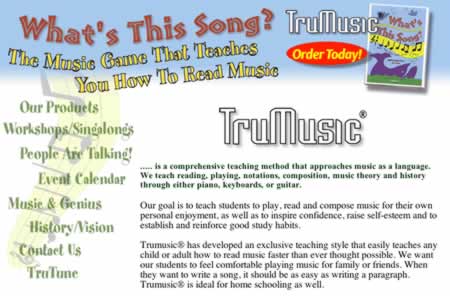 What's This Song?
The Music Game That Teaches
You How To Read Music
TruMusic
Order Today!
What's
This Song?
Our Products
Workshops/Singalongs
People Are Talking!
Event Calendar
Music & Genius
History/Vision
Contact Us
TruTune
TruMusic®
..... is a comprehensive teaching method that approaches music as a language.
We teach reading, playing, notations, composition, music theory and history
through either piano, keyboards, or guitar.
Our goal is to teach students to play, read and compose music for their own
personal enjoyment, as well as to inspire confidence, raise self-esteem and to
establish and reinforce good study habits.
Trumusic® has developed an exclusive teaching style that easily teaches any
child or adult how to read music faster than ever thought possible. We want
our students to feel comfortable playing music for family or friends. When
they want to write a song, it should be as easy as writing a paragraph.
Trumusic® is ideal for home schooling as well.